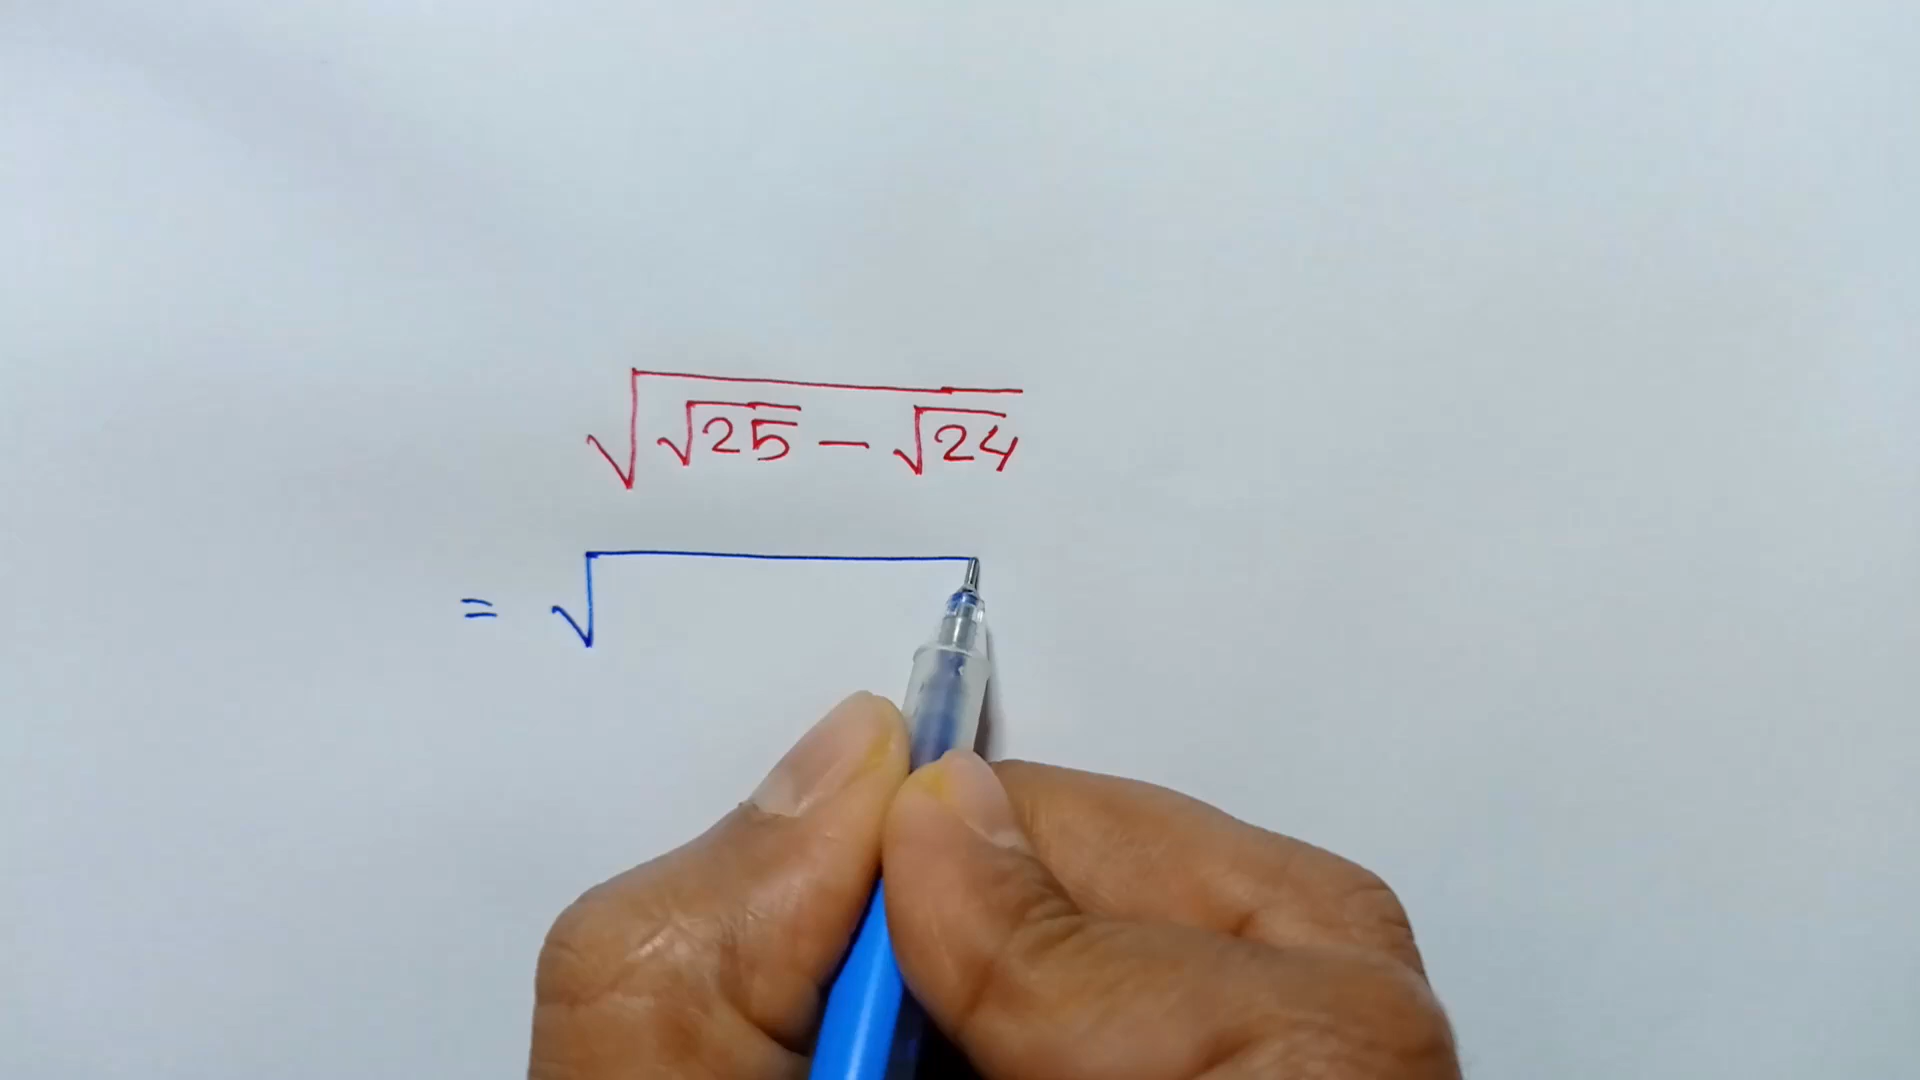 √(√25 − √24)
= √